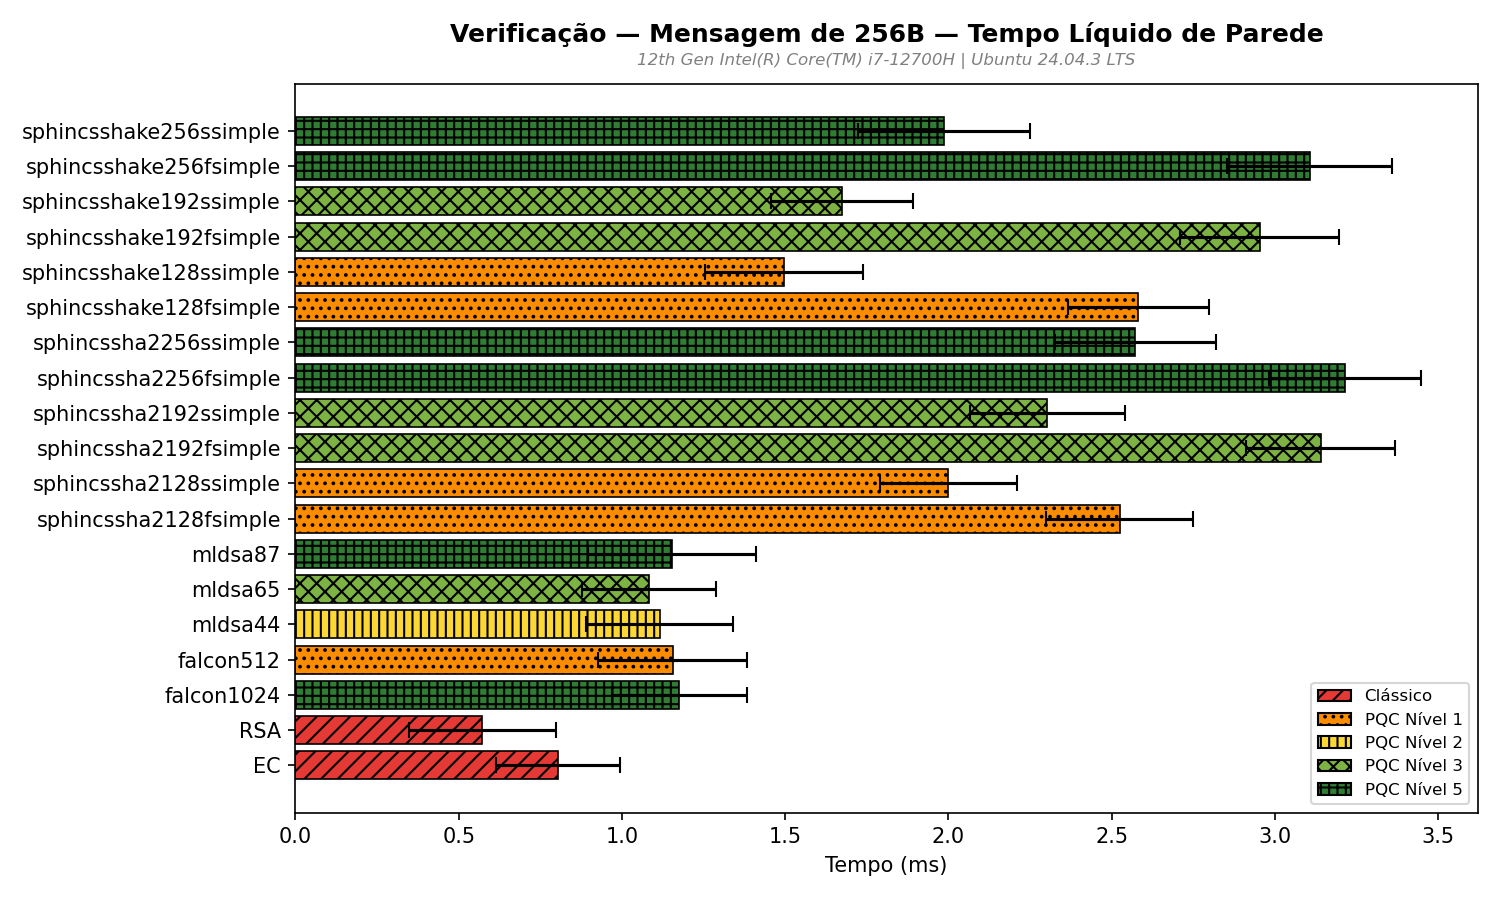 Verificação — Mensagem de 256B — Tempo Líquido de Parede
12th Gen Intel(R) Core(TM) i7-12700H | Ubuntu 24.04.3 LTS
sphincsshake256ssimple
sphincsshake256fsimple
sphincsshake192ssimple
sphincsshake192fsimple
sphincsshake128ssimple
sphincsshake128fsimple
sphincssha2256ssimple
sphincssha2256fsimple
sphincssha2192ssimple
sphincssha2192fsimple
sphincssha2128ssimple
sphincssha2128fsimple
mldsa87
mldsa65
mldsa44
falcon512
falcon1024
RSA
EC
Clássico
PQC Nível 1
PQC Nível 2
PQC Nível 3
PQC Nível 5
0.0 0.5 1.0 1.5 2.0 2.5 3.0 3.5
Tempo (ms)